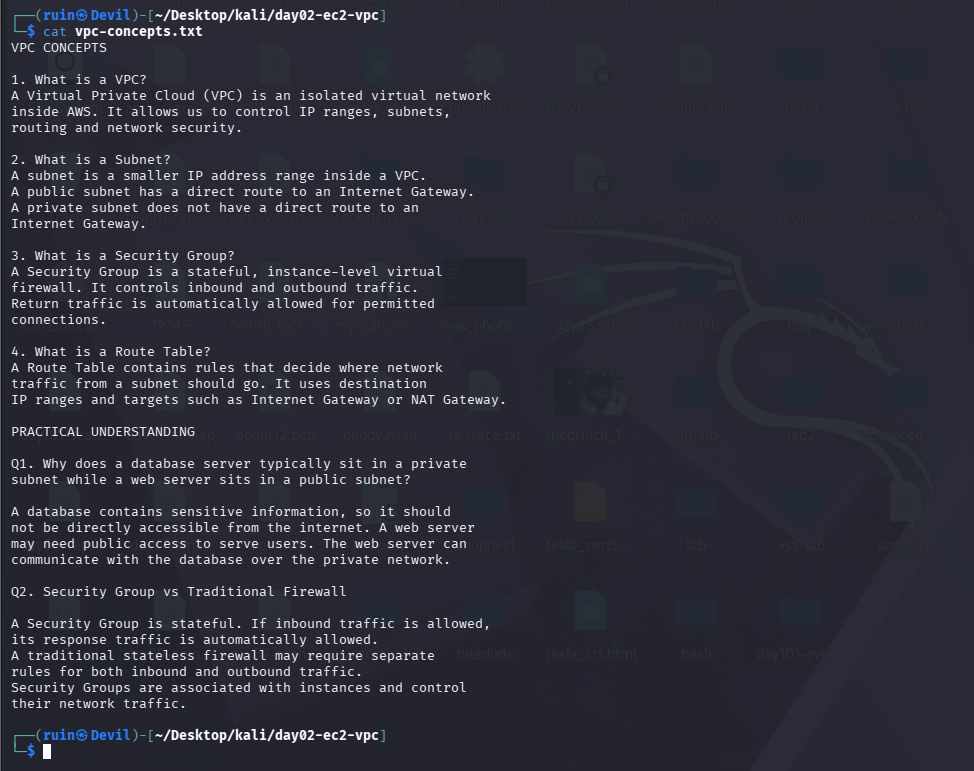 ┌──(ruin㉿Devil)-[~/Desktop/kali/day02-ec2-vpc]
└─$ cat vpc-concepts.txt
VPC CONCEPTS
1. What is a VPC?
A Virtual Private Cloud (VPC) is an isolated virtual network
inside AWS. It allows us to control IP ranges, subnets,
routing and network security.
2. What is a Subnet?
A subnet is a smaller IP address range inside a VPC.
A public subnet has a direct route to an Internet Gateway.
A private subnet does not have a direct route to an
Internet Gateway.
3. What is a Security Group?
A Security Group is a stateful, instance-level virtual
firewall. It controls inbound and outbound traffic.
Return traffic is automatically allowed for permitted
connections.
4. What is a Route Table?
A Route Table contains rules that decide where network
traffic from a subnet should go. It uses destination
IP ranges and targets such as Internet Gateway or NAT Gateway.
PRACTICAL UNDERSTANDING
Q1. Why does a database server typically sit in a private
subnet while a web server sits in a public subnet?
A database contains sensitive information, so it should
not be directly accessible from the internet. A web server
may need public access to serve users. The web server can
communicate with the database over the private network.
Q2. Security Group vs Traditional Firewall
A Security Group is stateful. If inbound traffic is allowed,
its response traffic is automatically allowed.
A traditional stateless firewall may require separate
rules for both inbound and outbound traffic.
Security Groups are associated with instances and control
their network traffic.
┌──(ruin㉿Devil)-[~/Desktop/kali/day02-ec2-vpc]
└─$